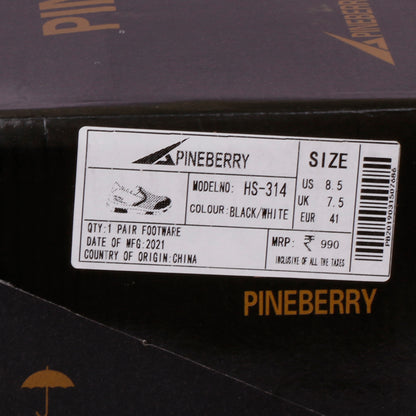 PIN
PINEBERRY
PINEBERRY
MODELNO: HS-314
COLOUR:BLACK/WHITE
QTY:1 PAIR FOOTWARE
DATE OF MFG:2021
COUNTRY OF ORIGIN:CHINA
SIZE
US 8.5
UK 7.5
EUR 41
MRP: ₹ 990
INCLUSIVE OF ALL THE TAXES
PINEBERRY